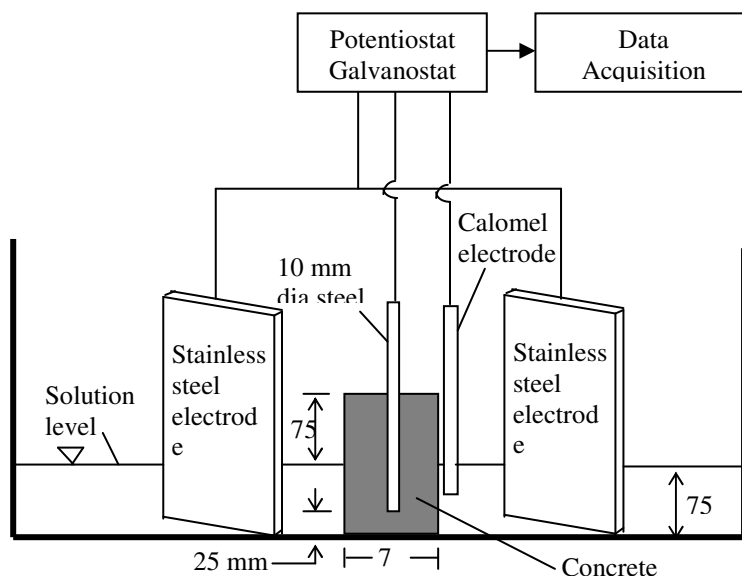 Potentiostat
Galvanostat
Data
Acquisition
Calomel
electrode
10 mm
dia steel
Stainless
steel
electrod
e
Stainless
steel
electrod
e
Solution
level
75
75
25 mm
7
Concrete